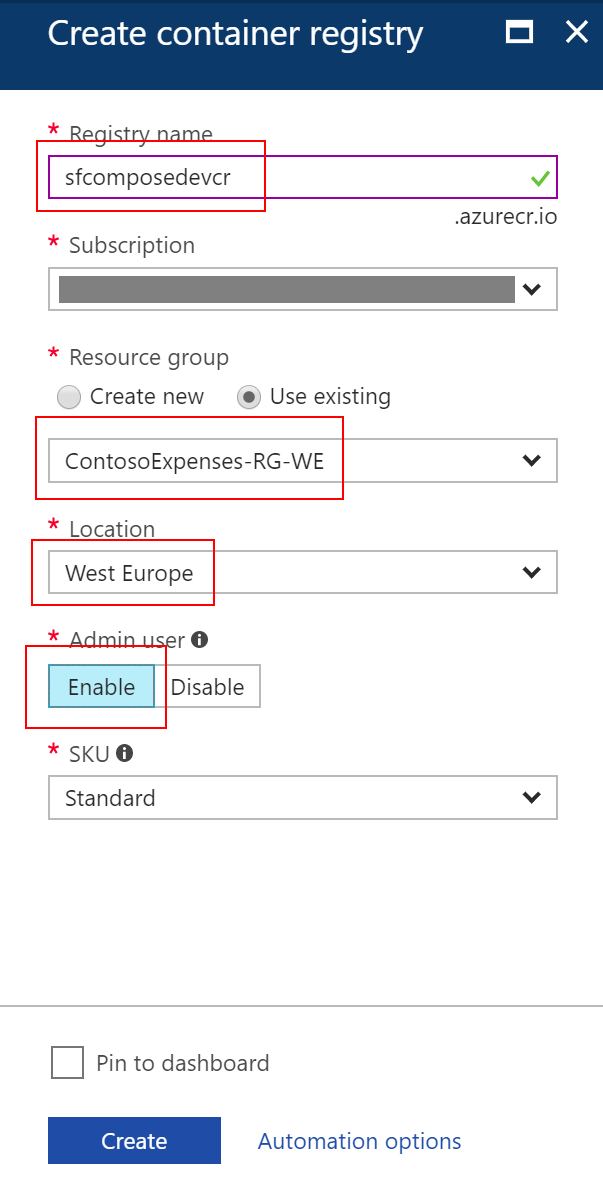 Create container registry
* Registry name
sfcomposedevcr
.azurecr.io
* Subscription
* Resource group
Create new Use existing
ContosoExpenses-RG-WE
* Location
West Europe
* Admin user
Enable Disable
* SKU
Standard
Pin to dashboard
Create Automation options